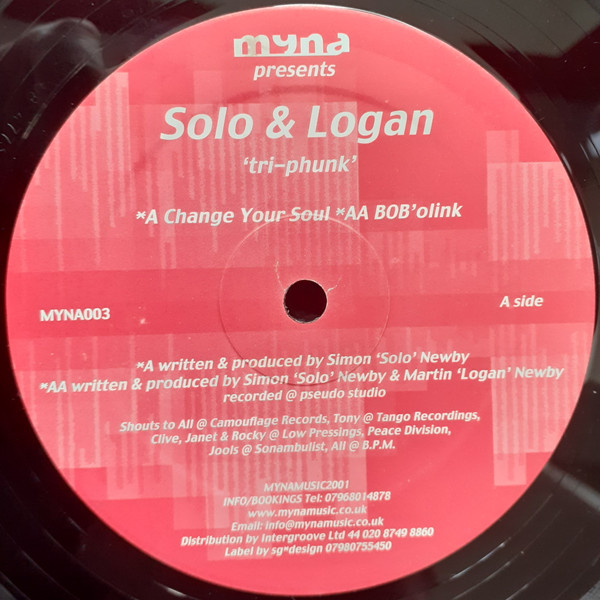 myna
presents
Solo & Logan
‘tri-phunk’
*A Change Your Soul *AA BOB’olink
MYNA003
A side
*A written & produced by Simon ‘Solo’ Newby
*AA written & produced by Simon ‘Solo’ Newby & Martin ‘Logan’ Newby
recorded @ pseudo studio
Shouts to All @ Camouflage Records, Tony @ Tango Recordings,
Clive, Janet & Rocky @ Low Pressings, Peace Division,
Jools @ Sonambulist, All @ B.P.M.
MYNAMUSIC2001
INFO/BOOKINGS Tel: 07968014878
www.mynamusic.co.uk
Email: info@mynamusic.co.uk
Distribution by Intergroove Ltd 44 020 8749 8860
Label by sg*design 07980755450